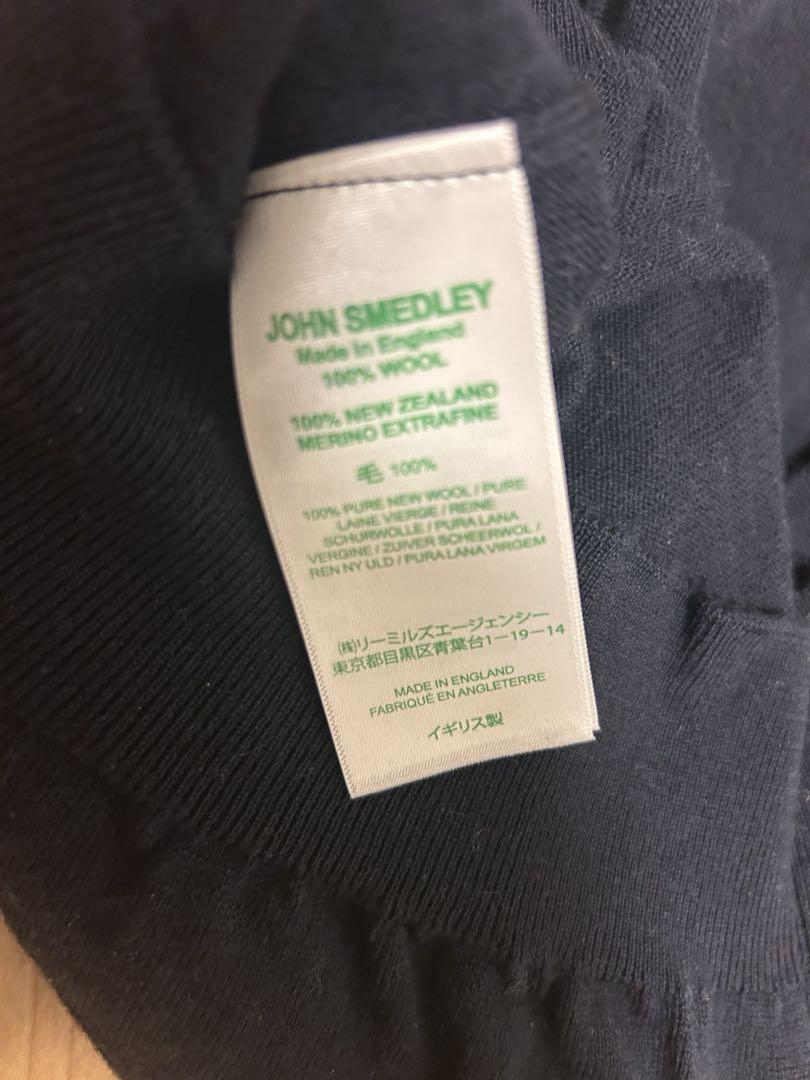 JOHN SMEDLEY
Made in England
100% WOOL
100% NEW ZEALAND
MERINO EXTRAFINE
毛 100%
100% PURE NEW WOOL / PURE
LAINE VIERGE / REINE
SCHURWOLLE / PURA LANA
VERGINE / ZUIVER SCHEERWOL /
REN NY ULD / PURA LANA VIRGEM
(株)リーミルズエージェンシー
東京都目黒区青葉台1-19-14
MADE IN ENGLAND
FABRIQUÉ EN ANGLETERRE
イギリス製